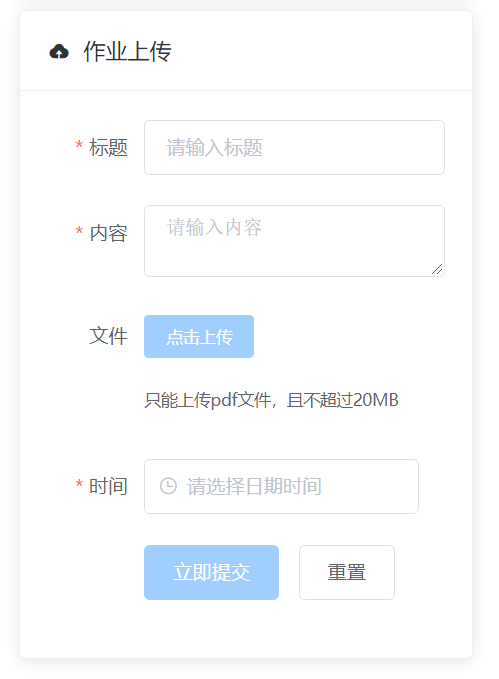 作业上传
* 标题 请输入标题
* 内容 请输入内容
文件 点击上传
只能上传pdf文件，且不超过20MB
* 时间 请选择日期时间
立即提交 重置